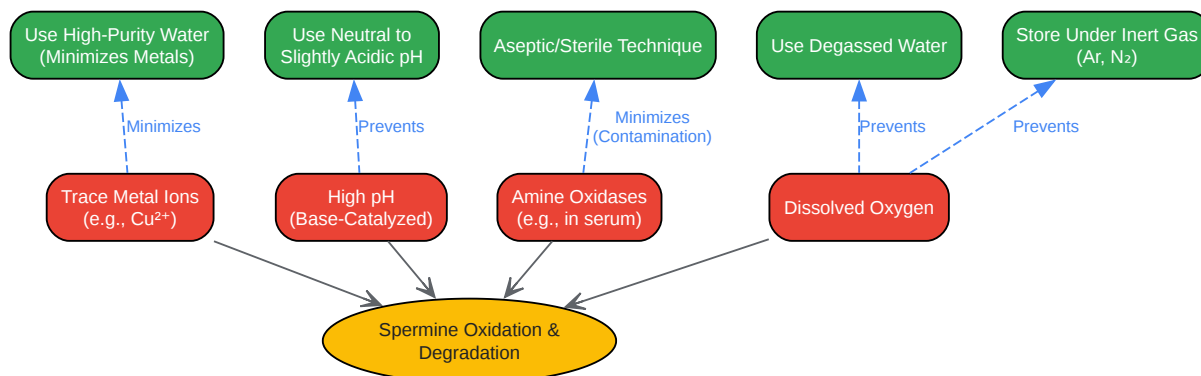 Use High-Purity Water
(Minimizes Metals)
Use Neutral to
Slightly Acidic pH
Aseptic/Sterile Technique
Use Degassed Water
Store Under Inert Gas
(Ar, N₂)
Minimizes
Prevents
Minimizes
(Contamination)
Prevents
Prevents
Trace Metal Ions
(e.g., Cu²⁺)
High pH
(Base-Catalyzed)
Amine Oxidases
(e.g., in serum)
Dissolved Oxygen
Spermine Oxidation &
Degradation